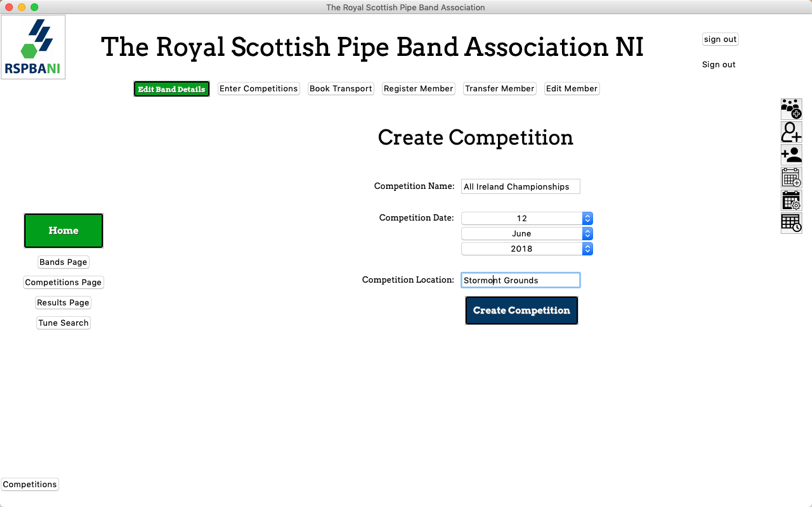 The Royal Scottish Pipe Band Association
RSPBANI
The Royal Scottish Pipe Band Association NI
sign out
Sign out
Edit Band Details
Enter Competitions
Book Transport
Register Member
Transfer Member
Edit Member
Create Competition
Competition Name: All Ireland Championships
Competition Date: 12
June
2018
Competition Location: Stormont Grounds
Create Competition
Home
Bands Page
Competitions Page
Results Page
Tune Search
Competitions